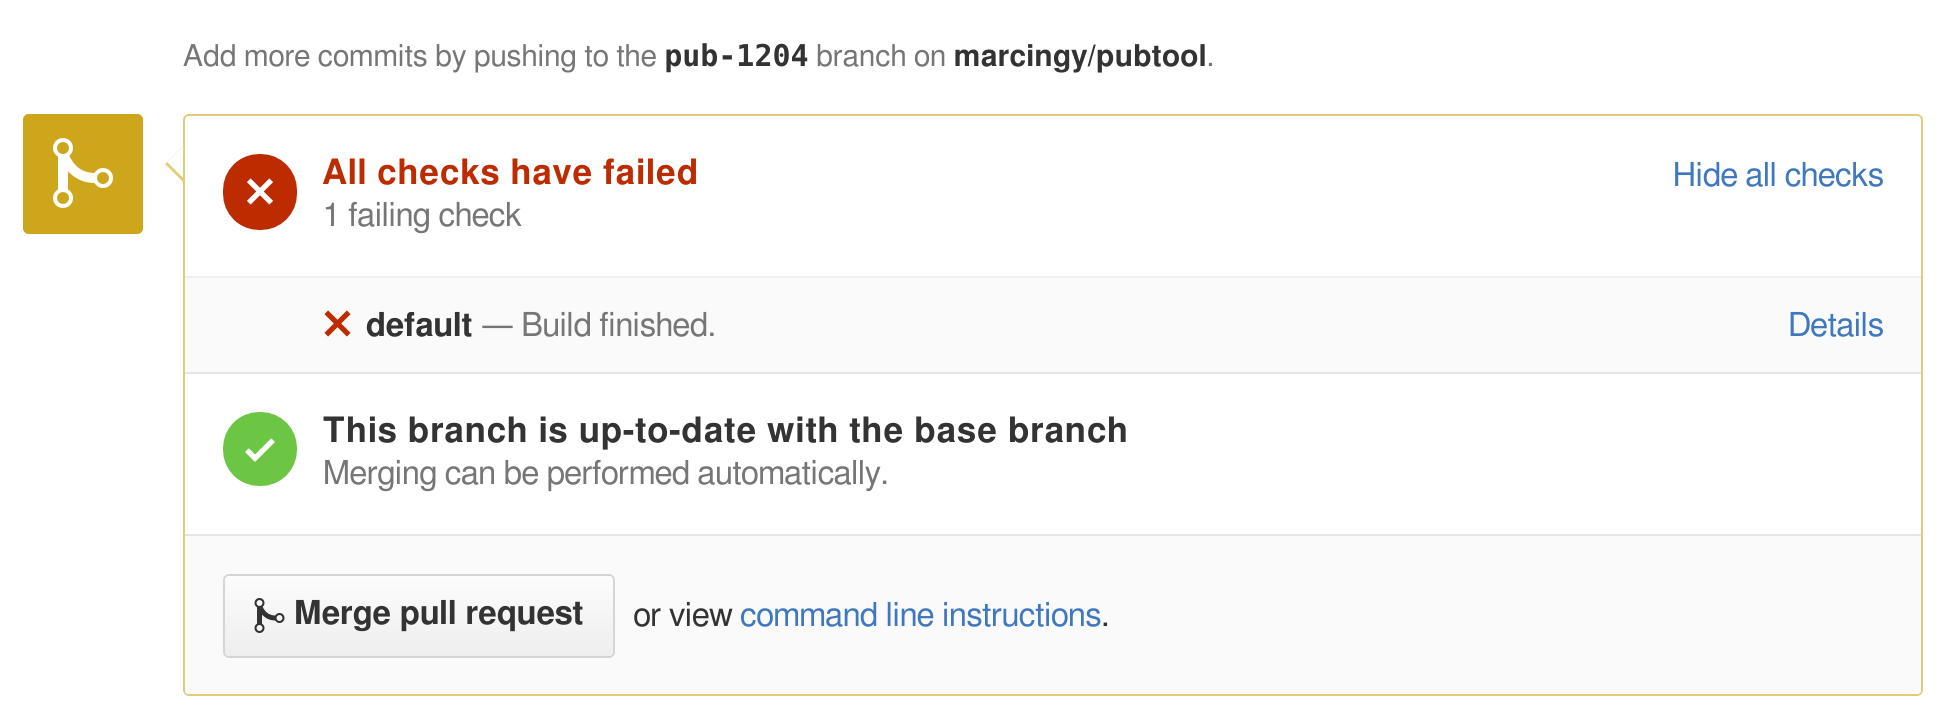 Add more commits by pushing to the pub-1204 branch on marcingy/pubtool.
All checks have failed
Hide all checks
1 failing check
default — Build finished.
Details
This branch is up-to-date with the base branch
Merging can be performed automatically.
Merge pull request or view command line instructions.